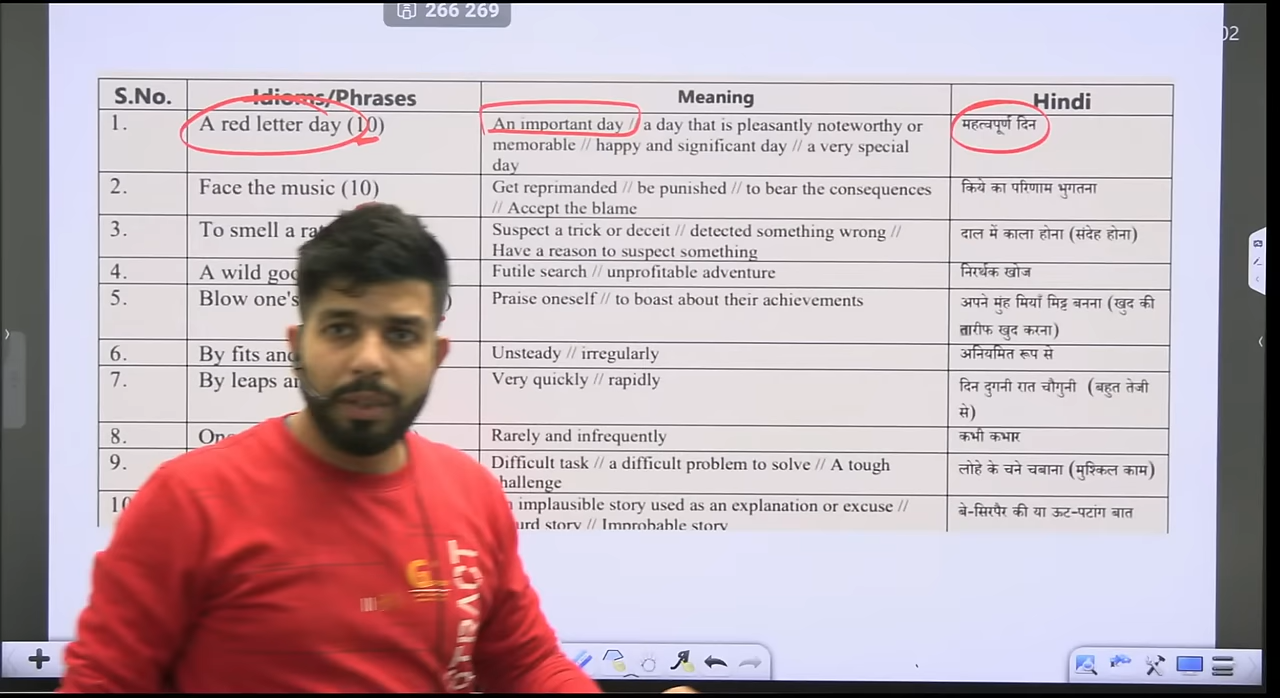 266 269
02
S.No. Idioms/Phrases Meaning Hindi
1. A red letter day (10) An important day // a day that is pleasantly noteworthy or महत्वपूर्ण दिन
memorable // happy and significant day // a very special
day
2. Face the music (10) Get reprimanded // be punished // to bear the consequences किये का परिणाम भुगतना
// Accept the blame
3. To smell a Suspect a trick or deceit // detected something wrong // दाल में काला होना (संदेह होना)
Have a reason to suspect something
4. A wild Futile search // unprofitable adventure निरर्थक खोज
5. Blow one's Praise oneself // to boast about their achievements अपने मुंह मियाँ मिट्ठू बनना (खुद की
तारीफ खुद करना)
6. By fits Unsteady // irregularly अनियमित रूप से
7. By leaps Very quickly // rapidly दिन दुगनी रात चौगुनी (बहुत तेजी
से)
8. Rarely and infrequently कभी कभार
9. Difficult task // a difficult problem to solve // A tough लोहे के चने चबाना (मुश्किल काम)
challenge
implausible story used as an explanation or excuse // बे-सिरपैर की या ऊट-पटांग बात
story // Improbable story